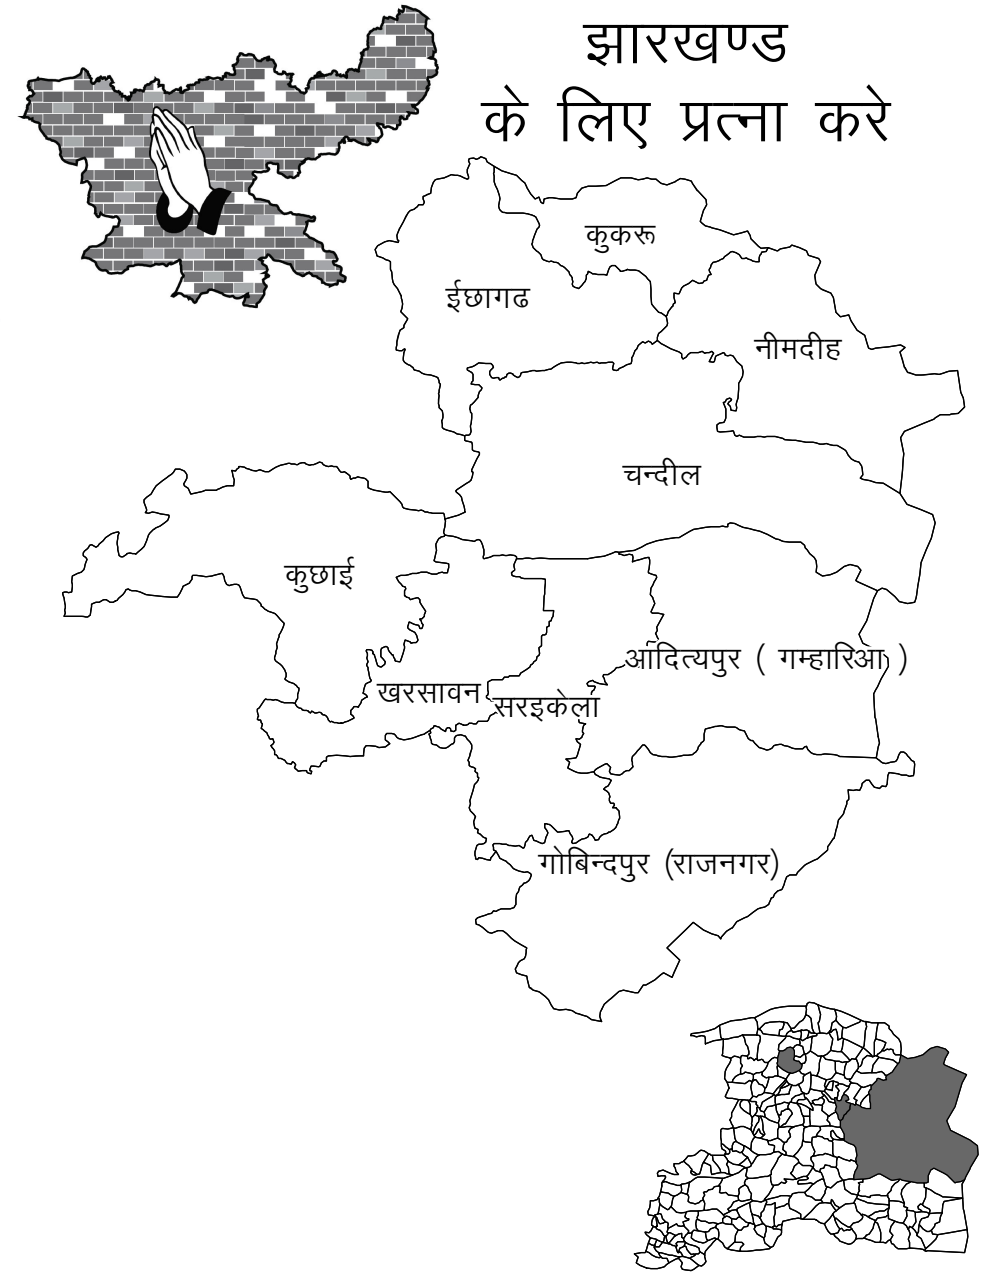 झारखण्ड
के लिए प्रत्ना करे
कुकरू
ईछागढ
नीमदीह
चन्दील
कुछाई
आदित्यपुर ( गम्हारिआ )
खरसावन
सरइकेला
गोबिन्दपुर (राजनगर)